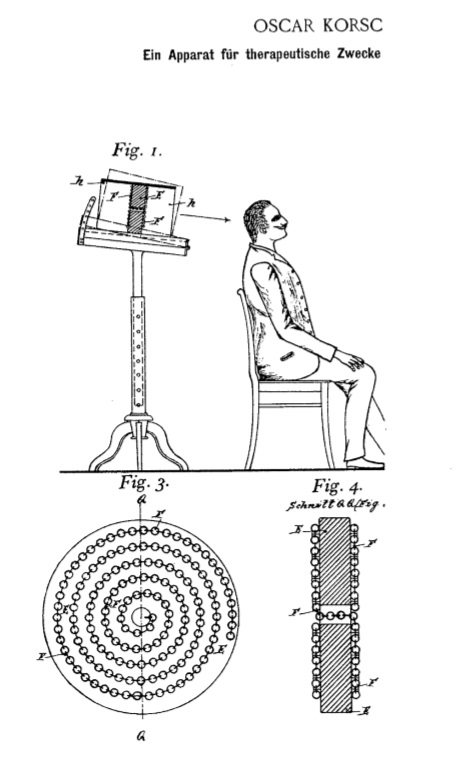 OSCAR KORSC
Ein Apparat für therapeutische Zwecke
Fig. 1.
h
F E
h
F
Fig. 3.
Q
F
E F
F E
Q
Fig. 4.
Schnitt Q Q/Fig.
E
F
F
F
E